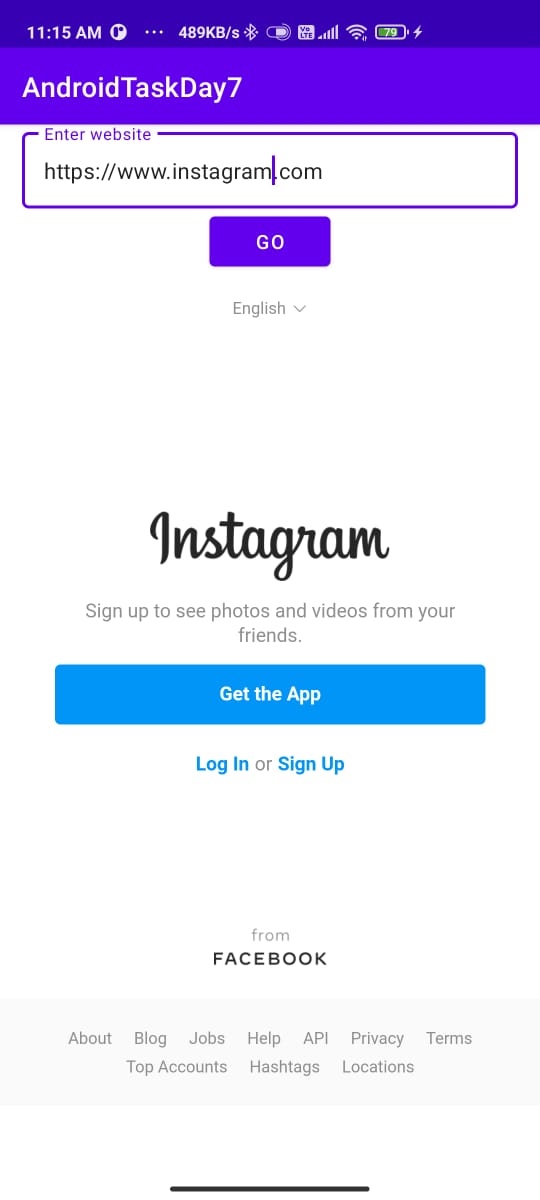 11:15 AM ··· 489KB/s Vo LTE 79
AndroidTaskDay7
Enter website
https://www.instagram.com
GO
English
Instagram
Sign up to see photos and videos from your
friends.
Get the App
Log In or Sign Up
from
FACEBOOK
About Blog Jobs Help API Privacy Terms
Top Accounts Hashtags Locations